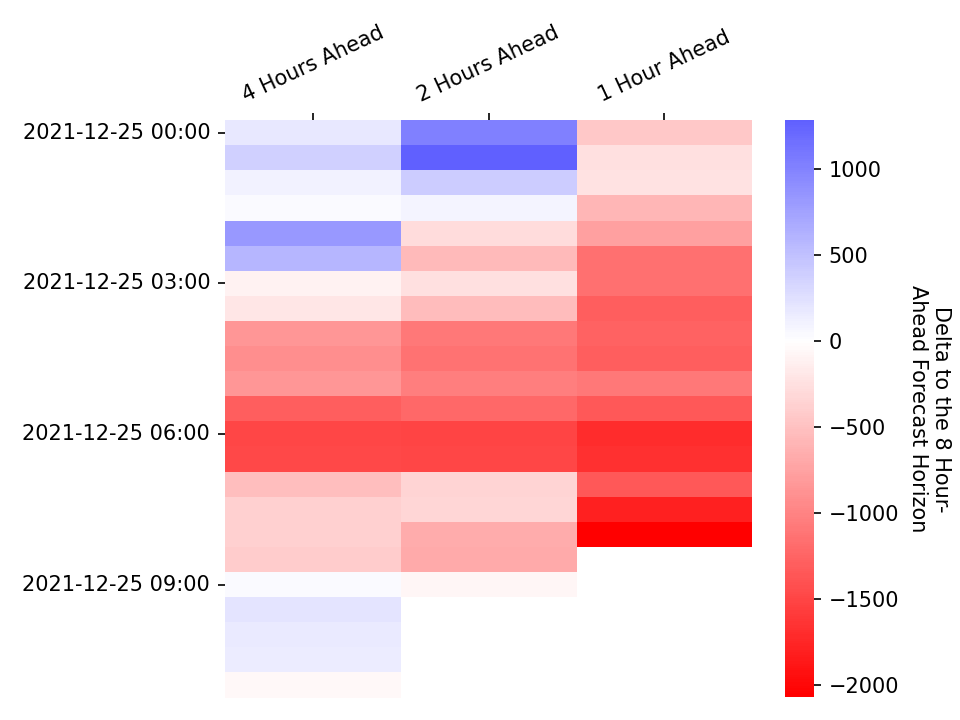 4 Hours Ahead
2 Hours Ahead
1 Hour Ahead
2021-12-25 00:00
2021-12-25 03:00
2021-12-25 06:00
2021-12-25 09:00
1000
500
0
−500
−1000
−1500
−2000
Delta to the 8 Hour-
Ahead Forecast Horizon